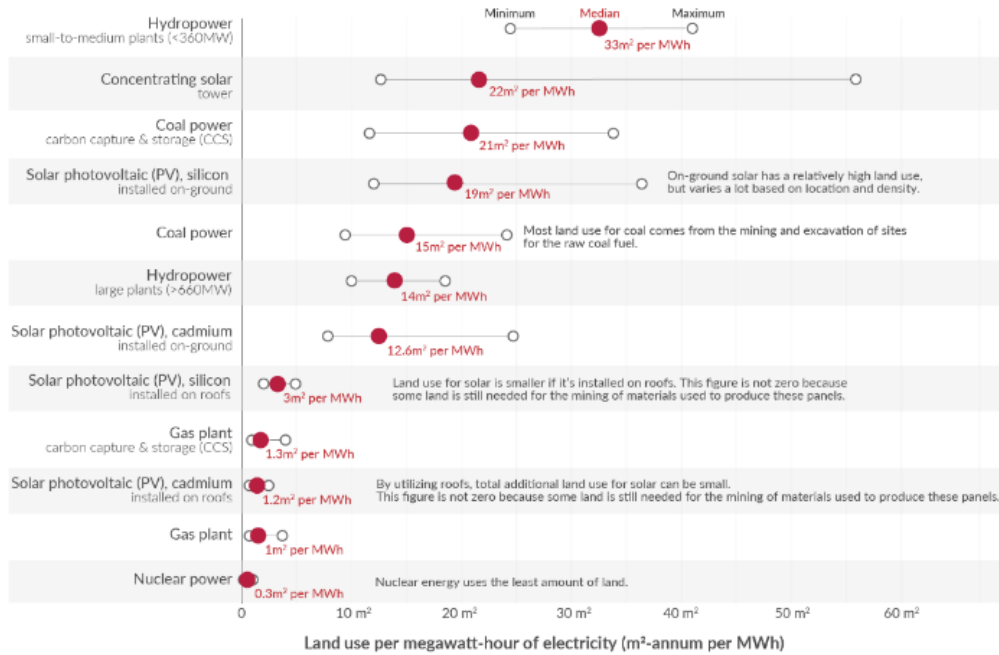 Minimum Median Maximum
Hydropower
small-to-medium plants (<360MW)
33m² per MWh
Concentrating solar
tower
22m² per MWh
Coal power
carbon capture & storage (CCS)
21m² per MWh
Solar photovoltaic (PV), silicon
installed on-ground
19m² per MWh
On-ground solar has a relatively high land use,
but varies a lot based on location and density.
Coal power
15m² per MWh
Most land use for coal comes from the mining and excavation of sites
for the raw coal fuel.
Hydropower
large plants (>660MW)
14m² per MWh
Solar photovoltaic (PV), cadmium
installed on-ground
12.6m² per MWh
Solar photovoltaic (PV), silicon
installed on roofs
3m² per MWh
Land use for solar is smaller if it's installed on roofs. This figure is not zero because
some land is still needed for the mining of materials used to produce these panels.
Gas plant
carbon capture & storage (CCS)
1.3m² per MWh
Solar photovoltaic (PV), cadmium
installed on roofs
1.2m² per MWh
By utilizing roofs, total additional land use for solar can be small.
This figure is not zero because some land is still needed for the mining of materials used to produce these panels.
Gas plant
1m² per MWh
Nuclear power
0.3m² per MWh
Nuclear energy uses the least amount of land.
0 10 m² 20 m² 30 m² 40 m² 50 m² 60 m²
Land use per megawatt-hour of electricity (m²-annum per MWh)